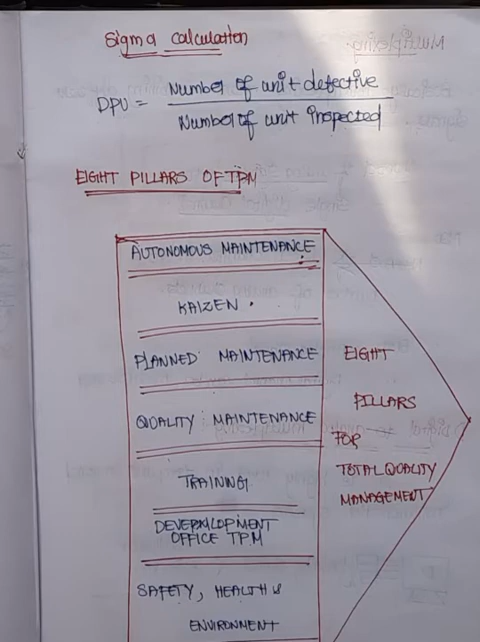 Sigma calculation
DPU = Number of unit defective
Number of unit inspected
EIGHT PILLARS OF TPM
AUTONOMOUS MAINTENANCE
KAIZEN.
PLANNED MAINTENANCE
QUALITY MAINTENANCE
TRAINING
OFFICE TPM
SAFETY, HEALTH &
ENVIRONMENT
EIGHT
PILLARS
FOR
TOTAL QUALITY
MANAGEMENT